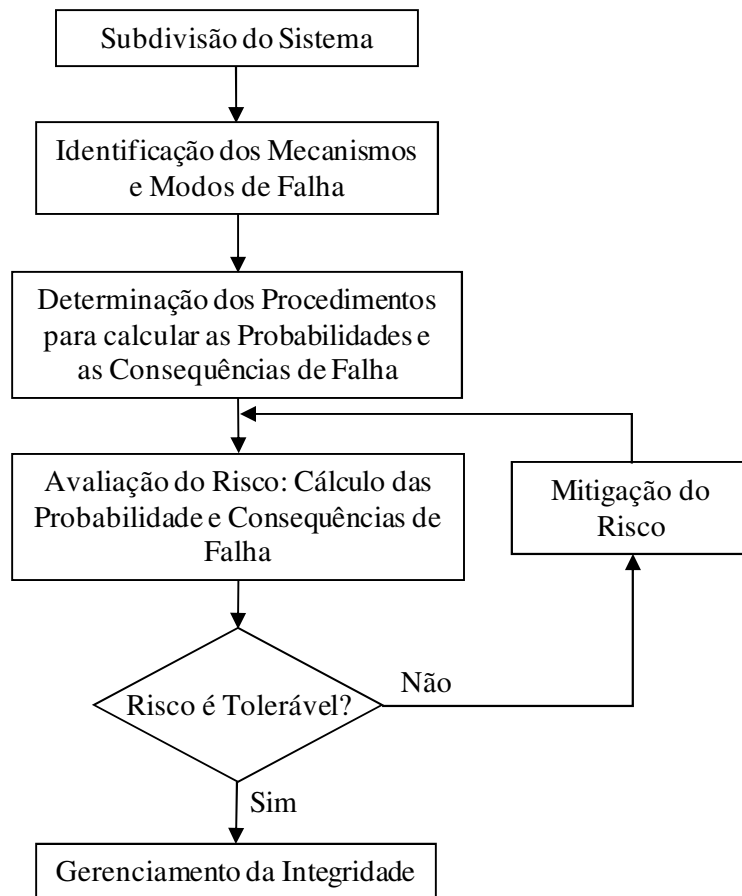 Subdivisão do Sistema
Identificação dos Mecanismos
e Modos de Falha
Determinação dos Procedimentos
para calcular as Probabilidades e
as Consequências de Falha
Avaliação do Risco: Cálculo das
Probabilidade e Consequências de
Falha
Mitigação do
Risco
Risco é Tolerável?
Não
Sim
Gerenciamento da Integridade